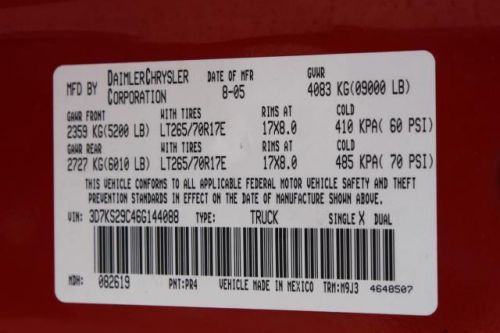 MFD BY DAIMLERCHRYSLER CORPORATION DATE OF MFR 8-05 GVWR 4083 KG(09000 LB)
GAWR FRONT WITH TIRES RIMS AT COLD
2359 KG(5200 LB) LT265/70R17E 17X8.0 410 KPA( 60 PSI)
GAWR REAR WITH TIRES RIMS AT COLD
2727 KG(6010 LB) LT265/70R17E 17X8.0 485 KPA( 70 PSI)
THIS VEHICLE CONFORMS TO ALL APPLICABLE FEDERAL MOTOR VEHICLE SAFETY AND THEFT
PREVENTION STANDARDS IN EFFECT ON THE DATE OF MANUFACTURE SHOWN ABOVE.
VIN: 3D7KS29C46G144088 TYPE: TRUCK SINGLE X DUAL
MDH: 082619 PNT:PR4 VEHICLE MADE IN MEXICO TRM:M9J3 4648507